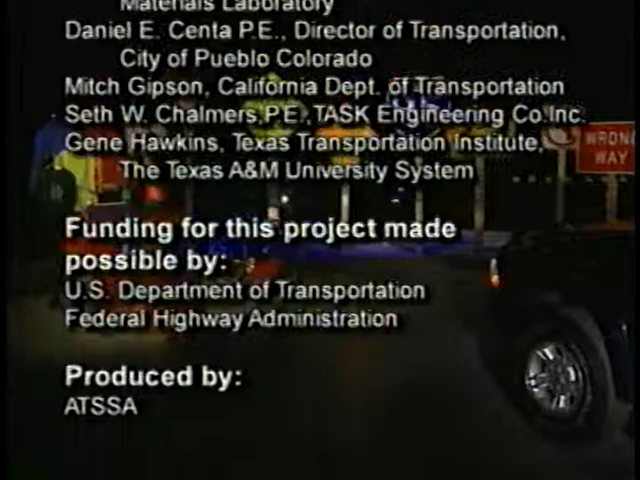 Materials Laboratory
Daniel E. Centa P.E., Director of Transportation,
City of Pueblo Colorado
Mitch Gipson, California Dept. of Transportation
Seth W. Chalmers,P.E.,TASK Engineering Co.Inc.
Gene Hawkins, Texas Transportation Institute,
The Texas A&M University System
WRONG
WAY
Funding for this project made
possible by:
U.S. Department of Transportation
Federal Highway Administration
Produced by:
ATSSA